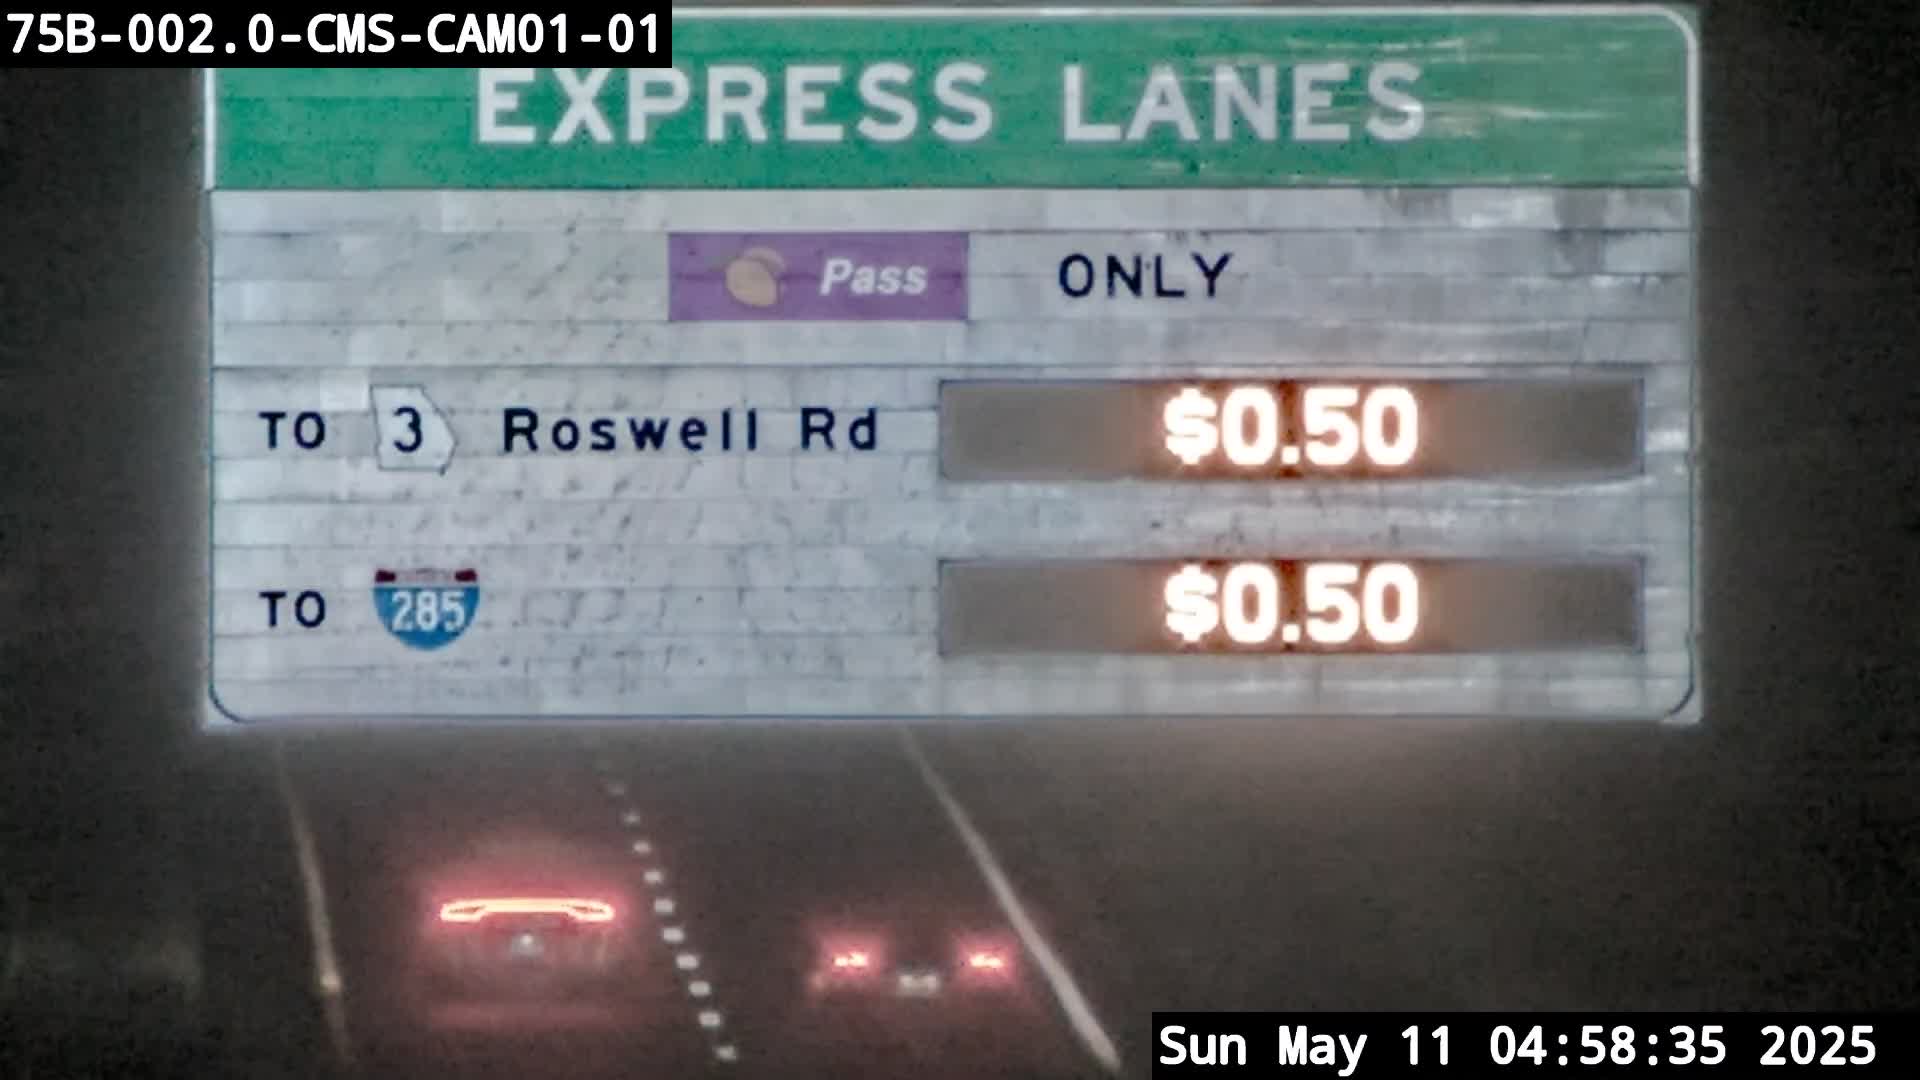 75B-002.0-CMS-CAM01-01
EXPRESS LANES
Pass ONLY
TO 3 Roswell Rd $0.50
TO 285 $0.50
Sun May 11 04:58:35 2025